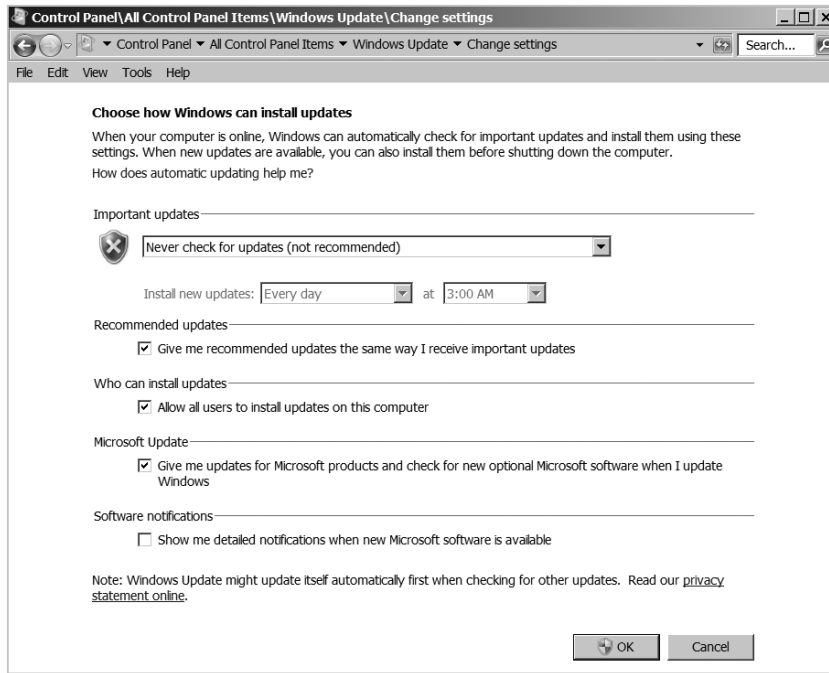 Control Panel\All Control Panel Items\Windows Update\Change settings
Control Panel All Control Panel Items Windows Update Change settings Search...
File Edit View Tools Help
Choose how Windows can install updates
When your computer is online, Windows can automatically check for important updates and install them using these
settings. When new updates are available, you can also install them before shutting down the computer.
How does automatic updating help me?
Important updates
Never check for updates (not recommended)
Install new updates: Every day at 3:00 AM
Recommended updates
Give me recommended updates the same way I receive important updates
Who can install updates
Allow all users to install updates on this computer
Microsoft Update
Give me updates for Microsoft products and check for new optional Microsoft software when I update
Windows
Software notifications
Show me detailed notifications when new Microsoft software is available
Note: Windows Update might update itself automatically first when checking for other updates. Read our privacy
statement online.
OK Cancel